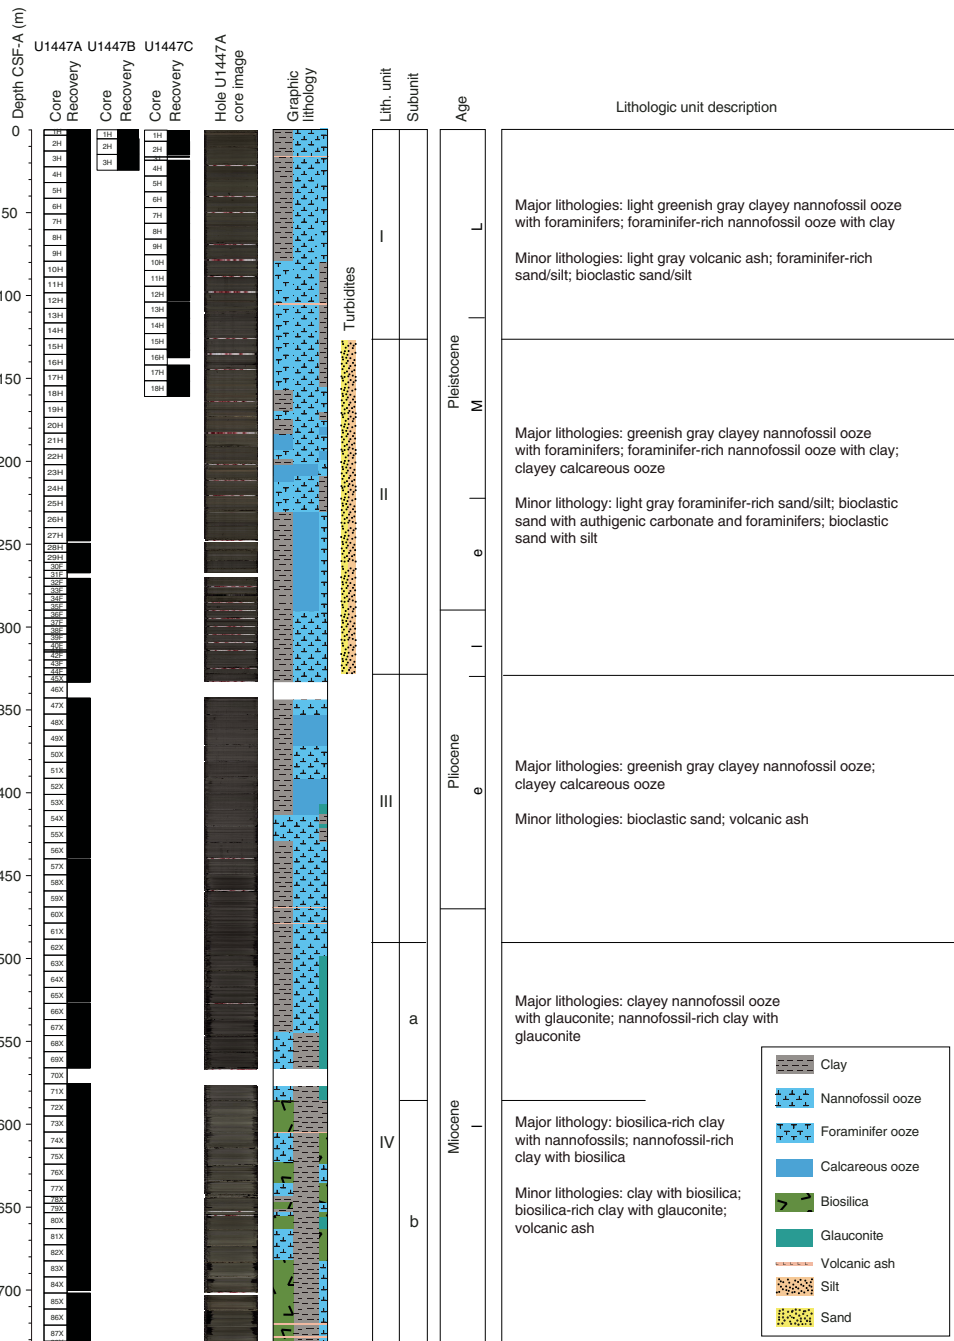 Depth CSF-A (m)
U1447A U1447B U1447C
Core
Recovery
Core
Recovery
Core
Recovery
Hole U1447A
core image
Graphic
lithology
Lith. unit
Subunit
Age
Lithologic unit description
0
50
100
150
200
250
300
350
400
450
500
550
600
650
700
1H
2H
3H
4H
5H
6H
7H
8H
9H
10H
11H
12H
13H
14H
15H
16H
17H
18H
19H
20H
21H
22H
23H
24H
25H
26H
27H
28H
29H
30F
31F
32F
33F
34F
35F
36F
37F
38F
39F
40F
42F
43F
44F
45X
46X
47X
48X
49X
50X
51X
52X
53X
54X
55X
56X
57X
58X
59X
60X
61X
62X
63X
64X
65X
66X
67X
68X
69X
70X
71X
72X
73X
74X
75X
76X
77X
78X
79X
80X
81X
82X
83X
84X
85X
86X
87X
1H
2H
3H
1H
2H
4H
5H
6H
7H
8H
9H
10H
11H
12H
13H
14H
15H
16H
17H
18H
Turbidites
I
II
III
IV
a
b
Pleistocene
L
M
e
Pliocene
l
e
Miocene
l
Major lithologies: light greenish gray clayey nannofossil ooze
with foraminifers; foraminifer-rich nannofossil ooze with clay
Minor lithologies: light gray volcanic ash; foraminifer-rich
sand/silt; bioclastic sand/silt
Major lithologies: greenish gray clayey nannofossil ooze
with foraminifers; foraminifer-rich nannofossil ooze with clay;
clayey calcareous ooze
Minor lithology: light gray foraminifer-rich sand/silt; bioclastic
sand with authigenic carbonate and foraminifers; bioclastic
sand with silt
Major lithologies: greenish gray clayey nannofossil ooze;
clayey calcareous ooze
Minor lithologies: bioclastic sand; volcanic ash
Major lithologies: clayey nannofossil ooze
with glauconite; nannofossil-rich clay with
glauconite
Major lithology: biosilica-rich clay
with nannofossils; nannofossil-rich
clay with biosilica
Minor lithologies: clay with biosilica;
biosilica-rich clay with glauconite;
volcanic ash
Clay
Nannofossil ooze
Foraminifer ooze
Calcareous ooze
Biosilica
Glauconite
Volcanic ash
Silt
Sand